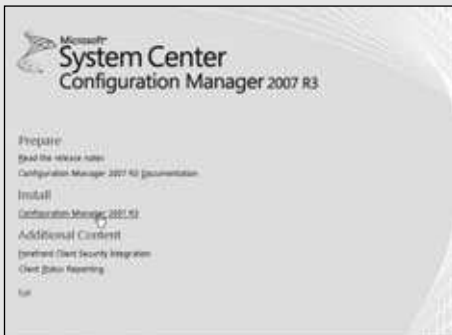 Microsoft
System Center
Configuration Manager 2007 R3
Prepare
Read the release notes
Configuration Manager 2007 R3 Documentation
Install
Configuration Manager 2007 R3
Additional Content
Forefront Client Security Integration
Client Status Reporting
Exit